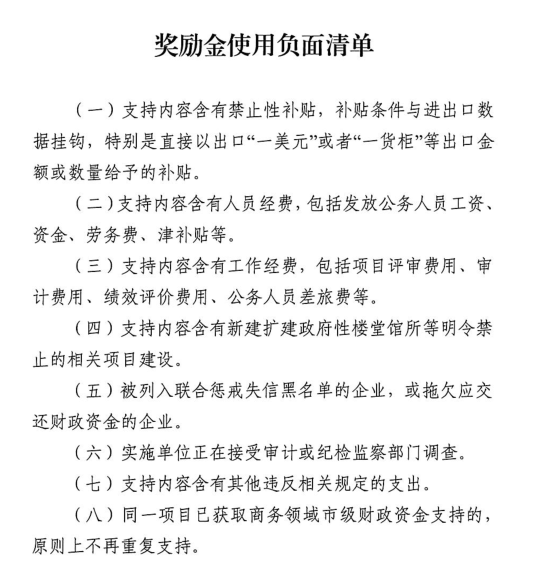 奖励金使用负面清单
（一）支持内容含有禁止性补贴，补贴条件与进出口数
据挂钩，特别是直接以出口“一美元”或者“一货柜”等出口金
额或数量给予的补贴。
（二）支持内容含有人员经费，包括发放公务人员工资、
资金、劳务费、津补贴等。
（三）支持内容含有工作经费，包括项目评审费用、审
计费用、绩效评价费用、公务人员差旅费等。
（四）支持内容含有新建扩建政府性楼堂馆所等明令禁
止的相关项目建设。
（五）被列入联合惩戒失信黑名单的企业，或拖欠应交
还财政资金的企业。
（六）实施单位正在接受审计或纪检监察部门调查。
（七）支持内容含有其他违反相关规定的支出。
（八）同一项目已获取商务领域市级财政资金支持的，
原则上不再重复支持。